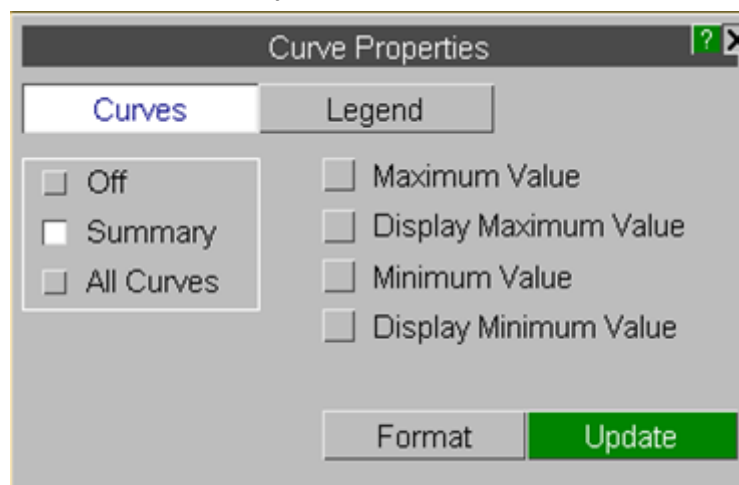 Curve Properties ? X
Curves Legend
Off
Summary
All Curves
Maximum Value
Display Maximum Value
Minimum Value
Display Minimum Value
Format Update